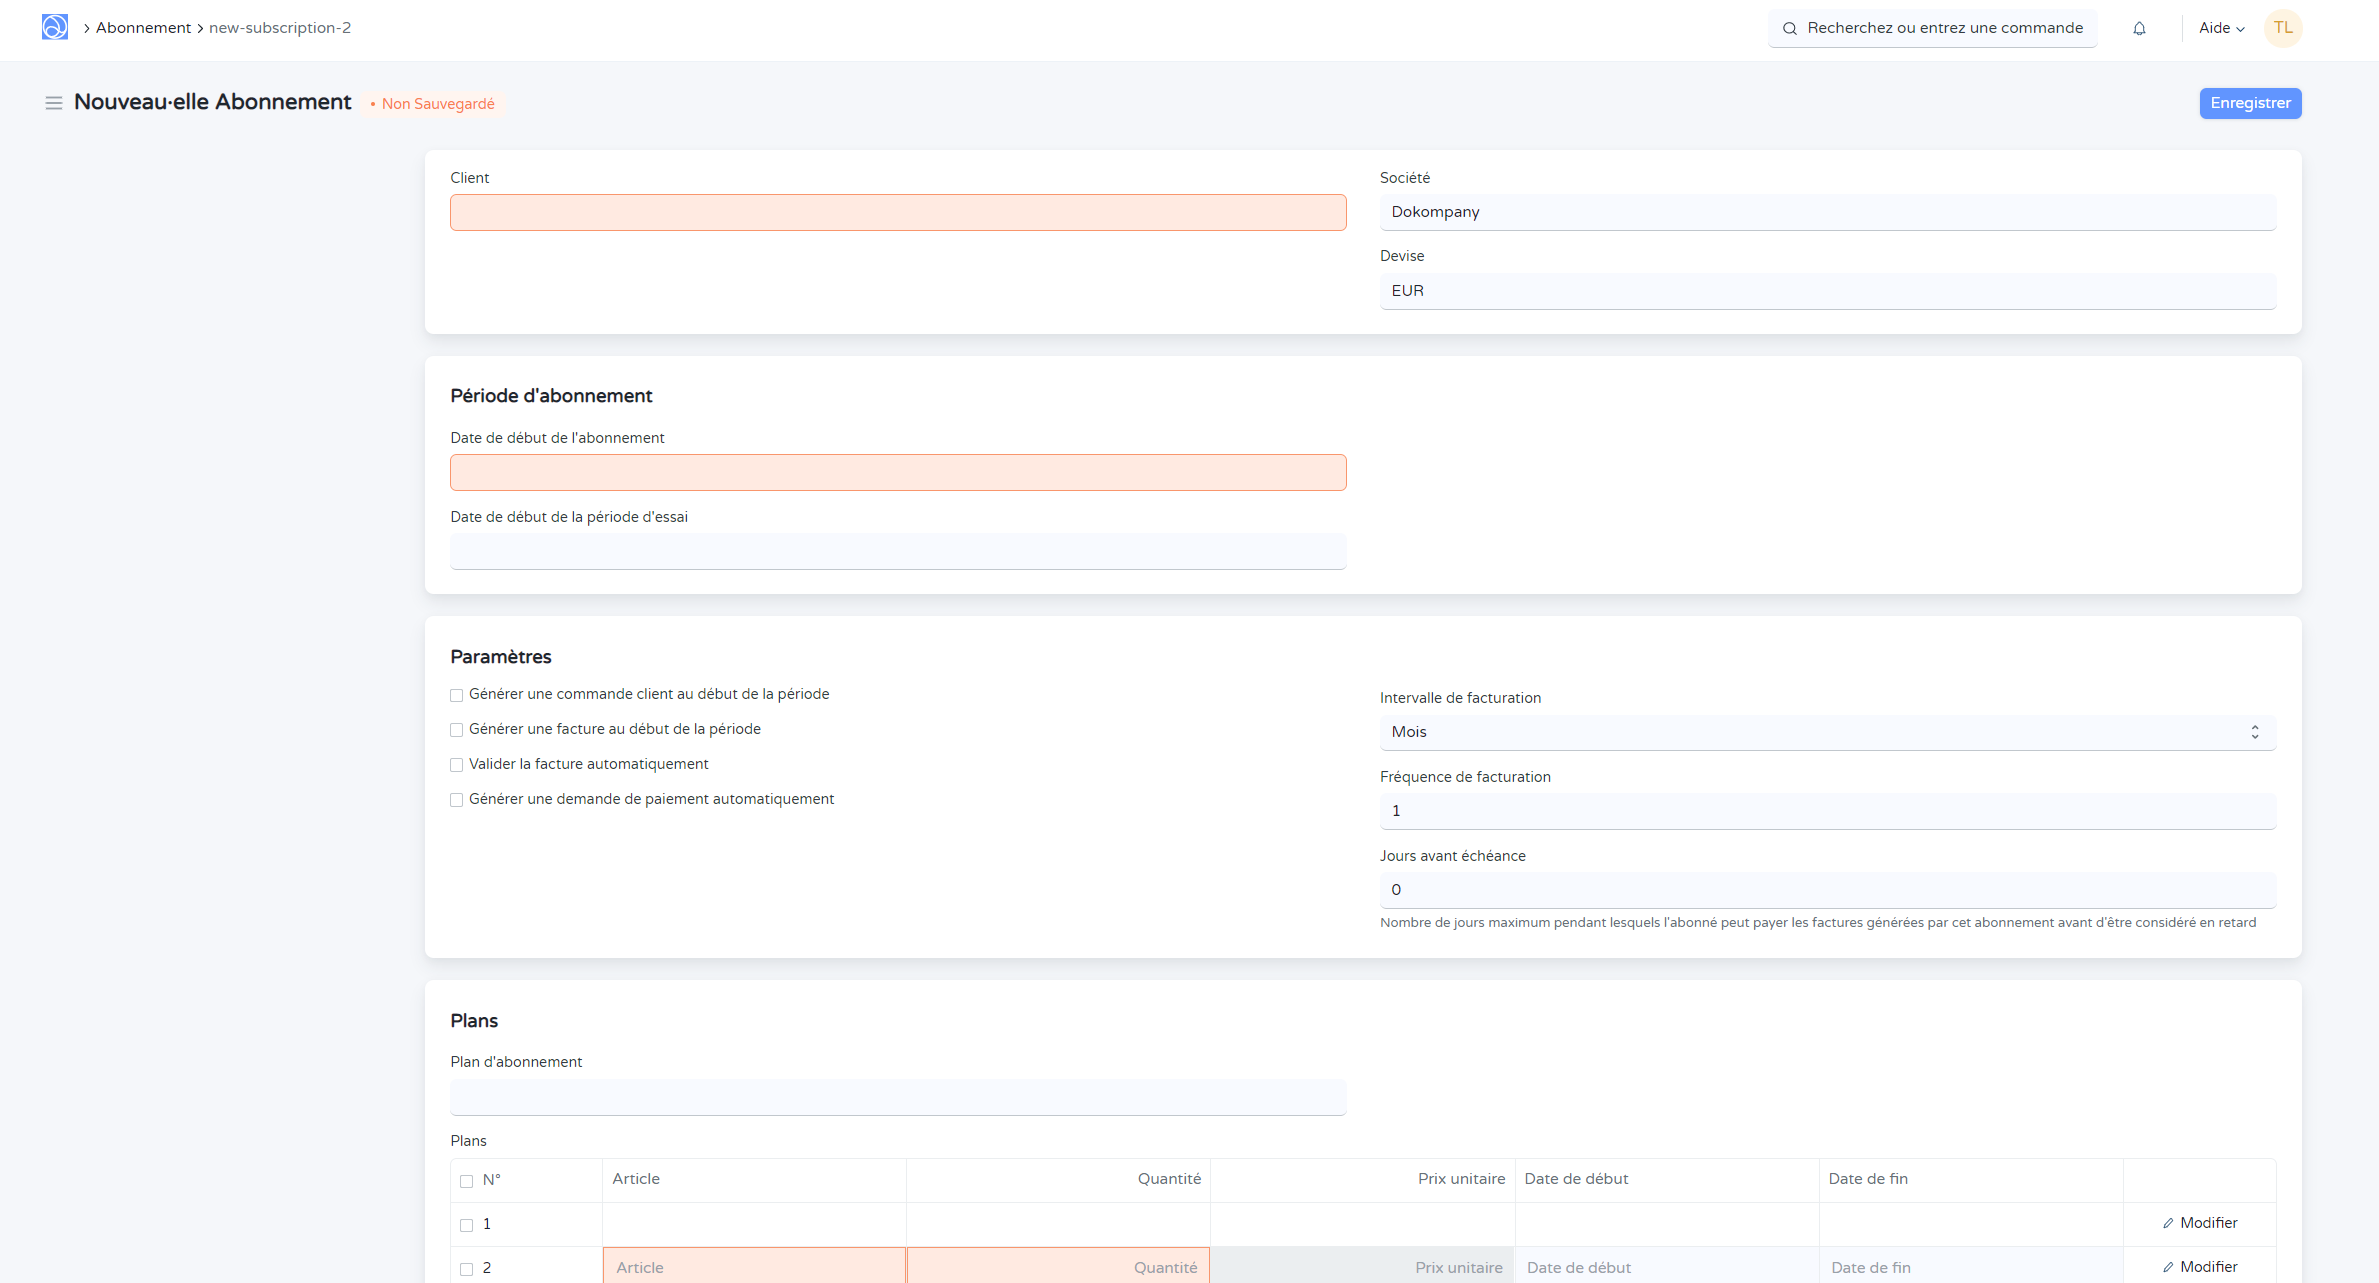 Abonnement
new-subscription-2
Recherchez ou entrez une commande
Aide
TL
Nouveau·elle Abonnement
• Non Sauvegardé
Enregistrer
Client
Société
Dokompany
Devise
EUR
Période d'abonnement
Date de début de l'abonnement
Date de début de la période d'essai
Paramètres
Générer une commande client au début de la période
Générer une facture au début de la période
Valider la facture automatiquement
Générer une demande de paiement automatiquement
Intervalle de facturation
Mois
Fréquence de facturation
1
Jours avant échéance
0
Nombre de jours maximum pendant lesquels l'abonné peut payer les factures générées par cet abonnement avant d'être considéré en retard
Plans
Plan d'abonnement
Plans
N° Article Quantité Prix unitaire Date de début Date de fin
1 Modifier
2 Article Quantité Prix unitaire Date de début Date de fin Modifier